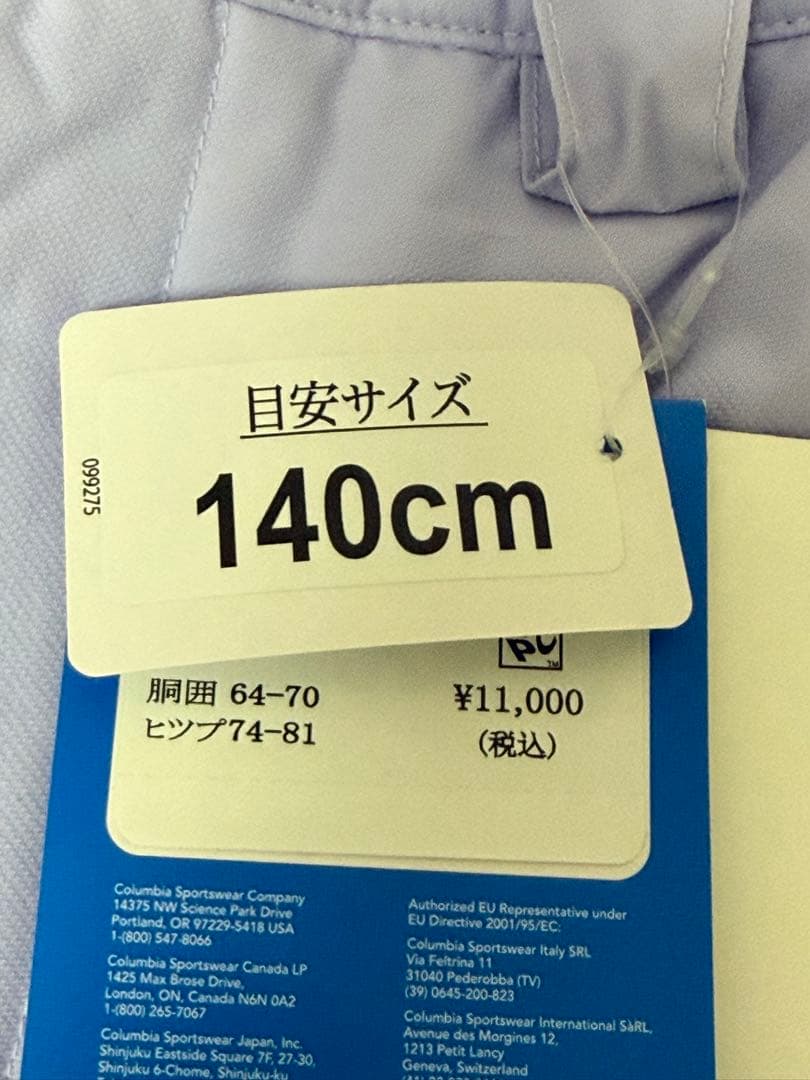 目安サイズ
140cm
099275
PC
TM
胴囲 64-70
ヒップ74-81
¥11,000
(税込)
Columbia Sportswear Company
14375 NW Science Park Drive
Portland, OR 97229-5418 USA
1-(800) 547-8066
Columbia Sportswear Canada LP
1425 Max Brose Drive,
London, ON, Canada N6N 0A2
1-(800) 265-7067
Columbia Sportswear Japan, Inc.
Shinjuku Eastside Square 7F, 27-30,
Shinjuku 6-Chome, Shinjuku-ku
Authorized EU Representative under
EU Directive 2001/95/EC:
Columbia Sportswear Italy SRL
Via Feltrina 11
31040 Pederobba (TV)
(39) 0645-200-823
Columbia Sportswear International SàRL,
Avenue des Morgines 12,
1213 Petit Lancy
Geneva, Switzerland